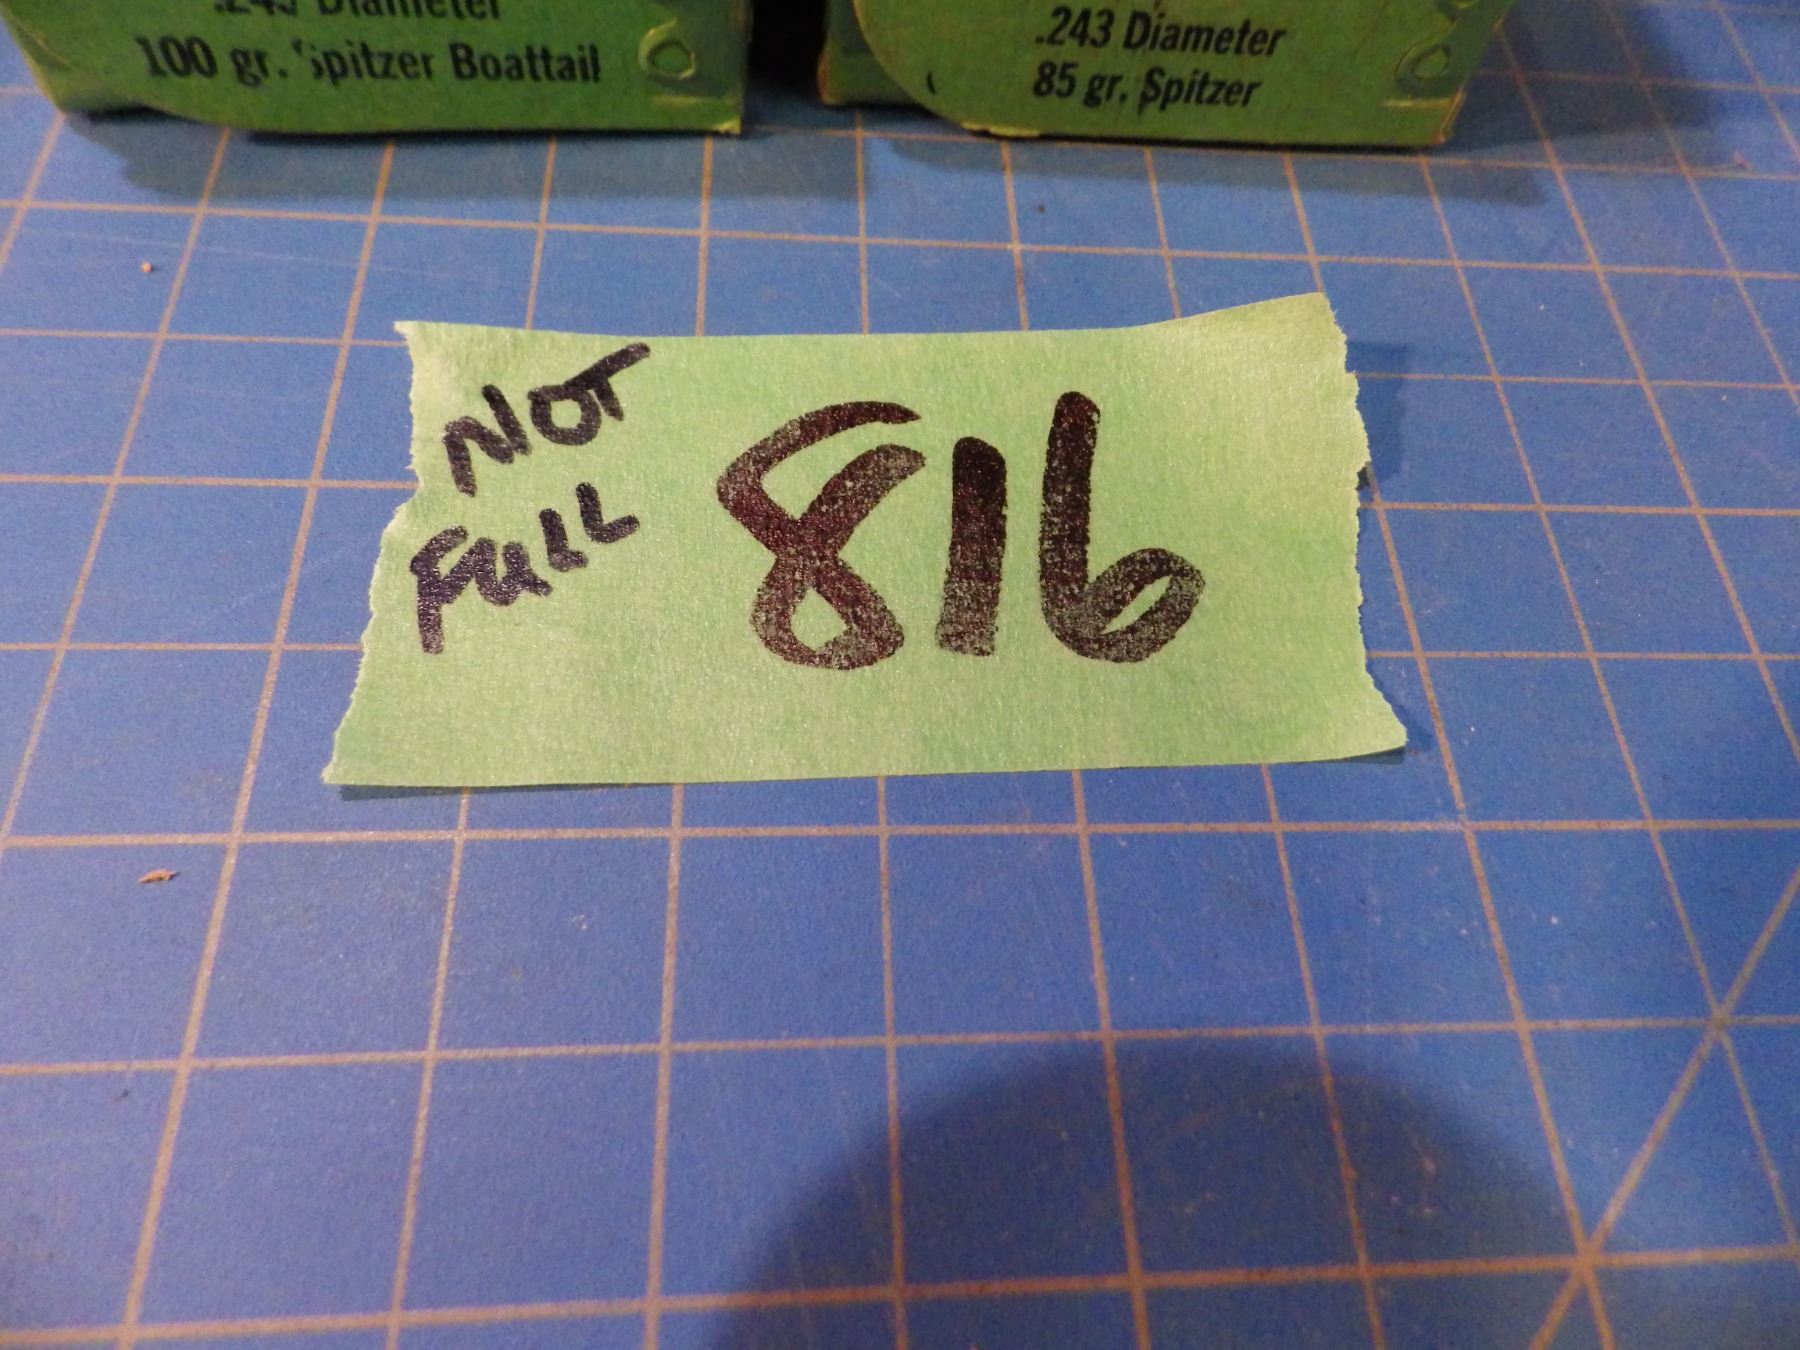 .243 Diameter
100 gr. Spitzer Boattail
.243 Diameter
85 gr. Spitzer
NOT
FULL
816